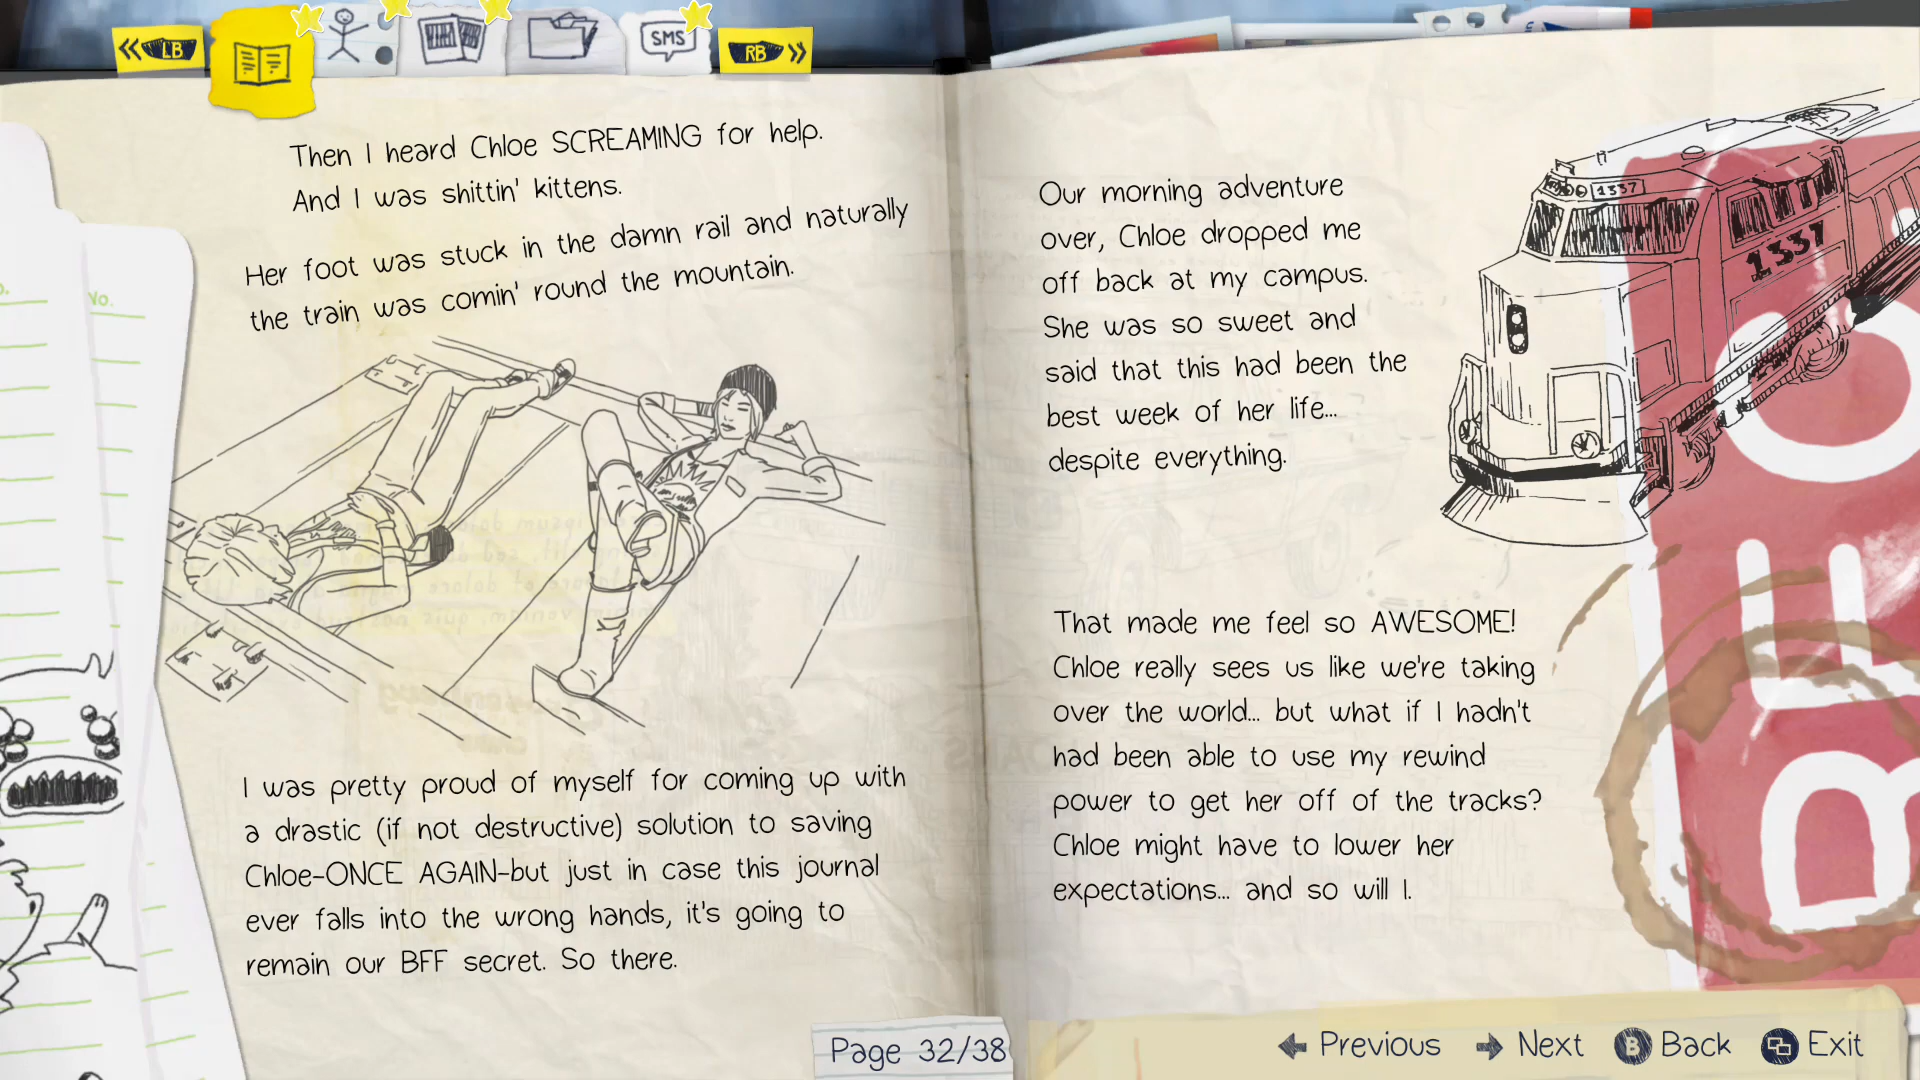 LB
SMS
RB
Then I heard Chloe SCREAMING for help.
And I was shittin' kittens.
Her foot was stuck in the damn rail and naturally
the train was comin' round the mountain.
No.
I was pretty proud of myself for coming up with
a drastic (if not destructive) solution to saving
Chloe-ONCE AGAIN-but just in case this journal
ever falls into the wrong hands, it's going to
remain our BFF secret. So there.
Page 32/38
Our morning adventure
over, Chloe dropped me
off back at my campus.
She was so sweet and
said that this had been the
best week of her life...
despite everything.
1337
1337
That made me feel so AWESOME!
Chloe really sees us like we're taking
over the world... but what if I hadn't
had been able to use my rewind
power to get her off of the tracks?
Chloe might have to lower her
expectations... and so will I.
Previous
Next
B Back
Exit